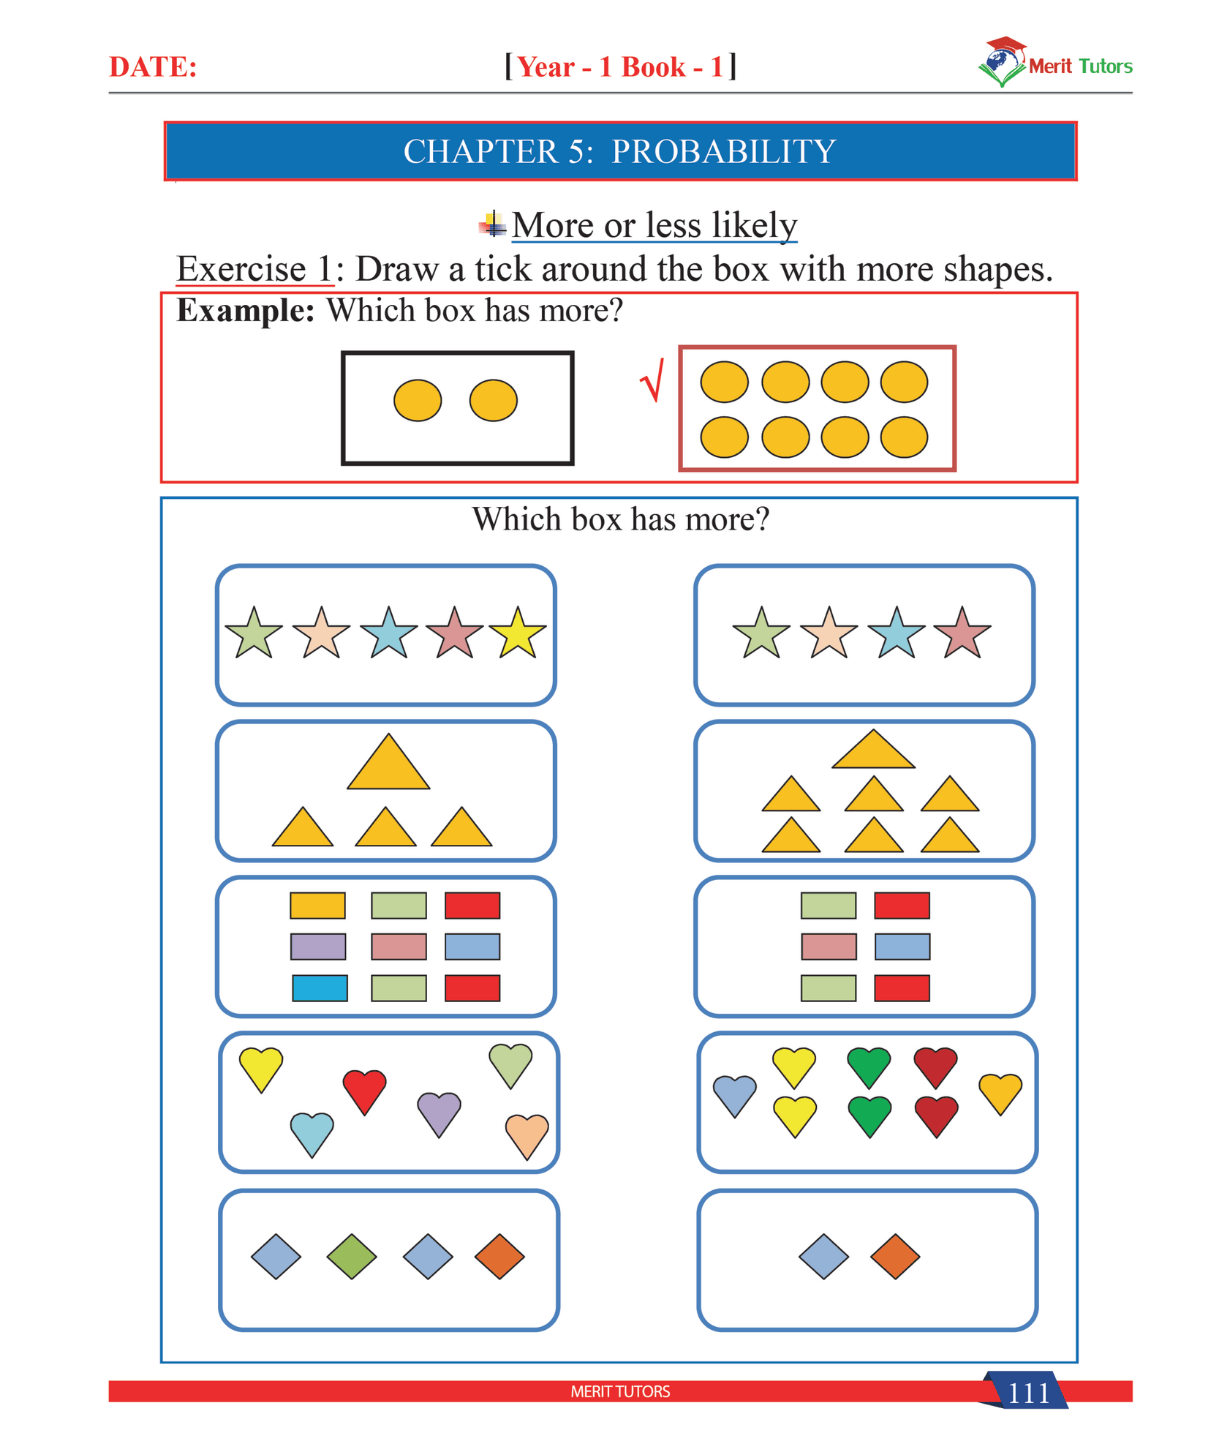 DATE:
[Year - 1 Book - 1]
Merit Tutors
CHAPTER 5: PROBABILITY
More or less likely
Exercise 1: Draw a tick around the box with more shapes.
Example: Which box has more?
√
Which box has more?
MERIT TUTORS
111